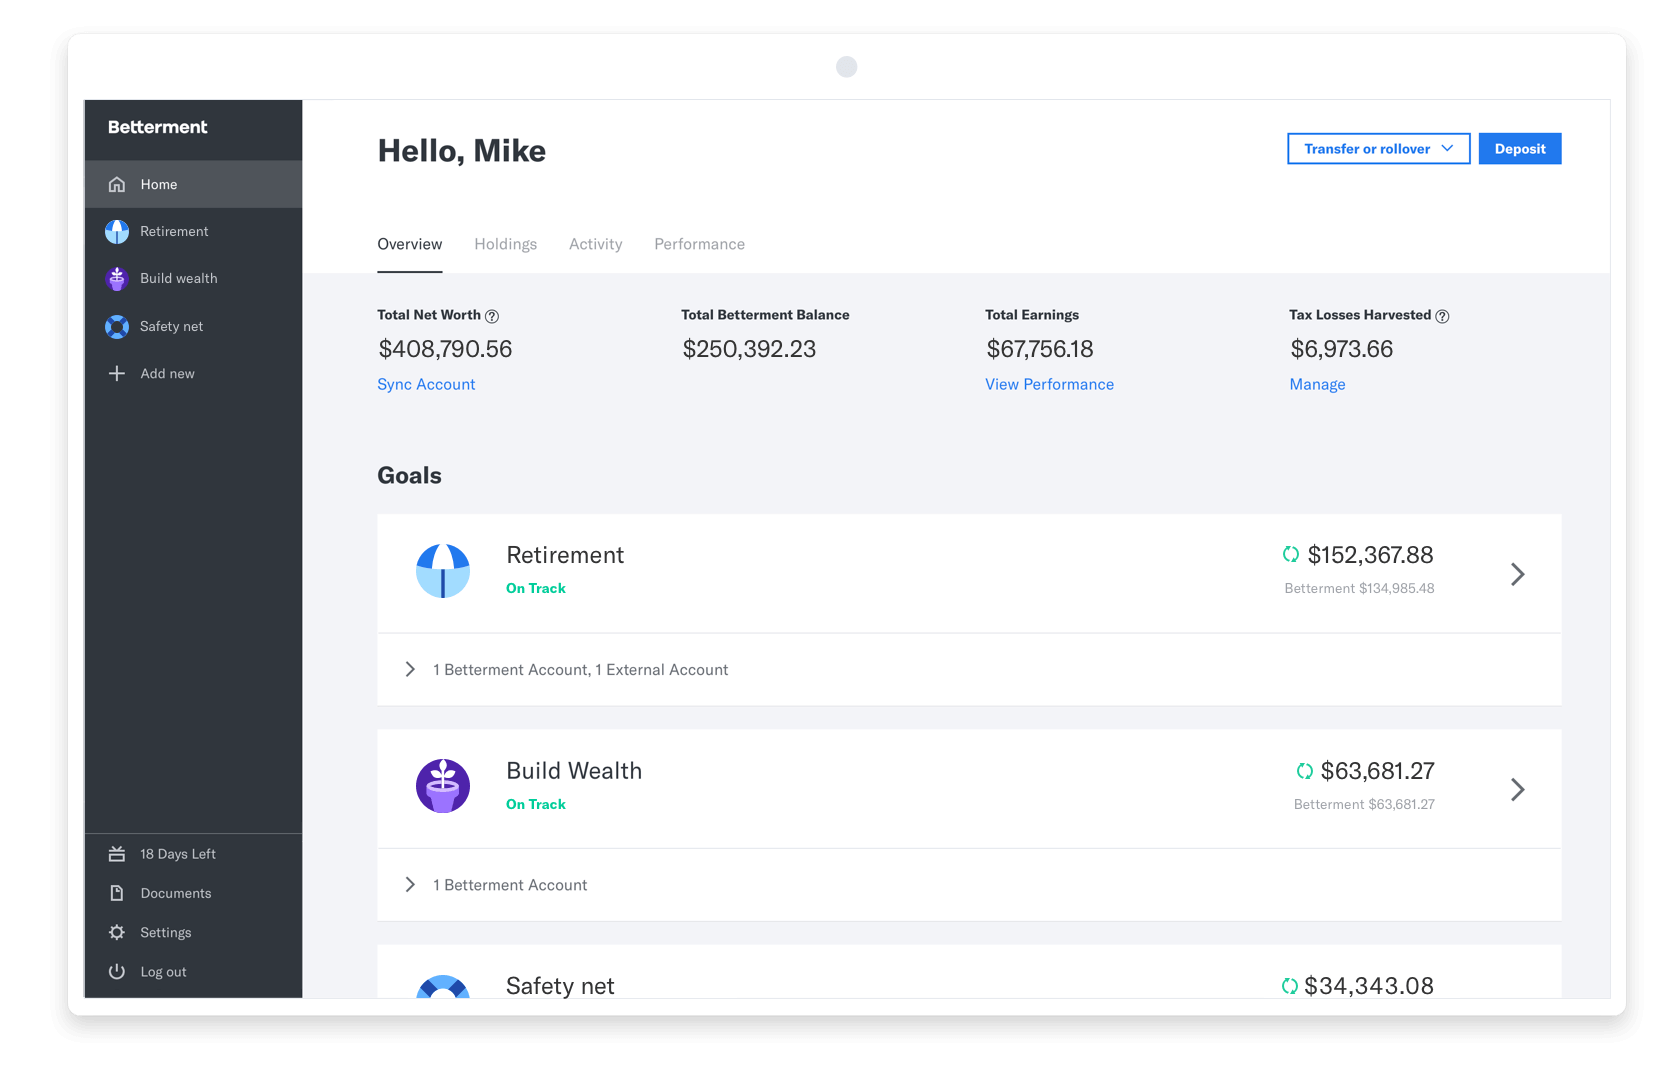 Betterment
Home
Retirement
Build wealth
Safety net
Add new
18 Days Left
Documents
Settings
Log out
Hello, Mike
Transfer or rollover
Deposit
Overview Holdings Activity Performance
Total Net Worth ?
$408,790.56
Sync Account
Total Betterment Balance
$250,392.23
Total Earnings
$67,756.18
View Performance
Tax Losses Harvested ?
$6,973.66
Manage
Goals
Retirement
On Track
$152,367.88
Betterment $134,985.48
1 Betterment Account, 1 External Account
Build Wealth
On Track
$63,681.27
Betterment $63,681.27
1 Betterment Account
Safety net
$34,343.08